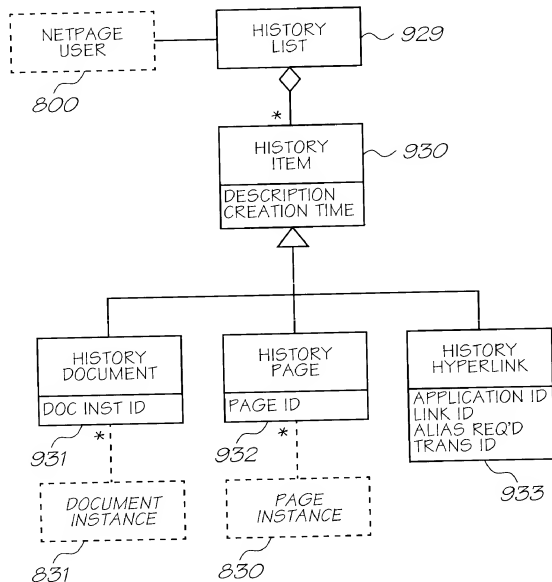 NETPAGE
USER
800
HISTORY
LIST
929
*
HISTORY
ITEM
930
DESCRIPTION
CREATION TIME
HISTORY
DOCUMENT
DOC INST ID
931
*
HISTORY
PAGE
PAGE ID
932
*
HISTORY
HYPERLINK
APPLICATION ID
LINK ID
ALIAS REQ'D
TRANS ID
933
DOCUMENT
INSTANCE
831
PAGE
INSTANCE
830